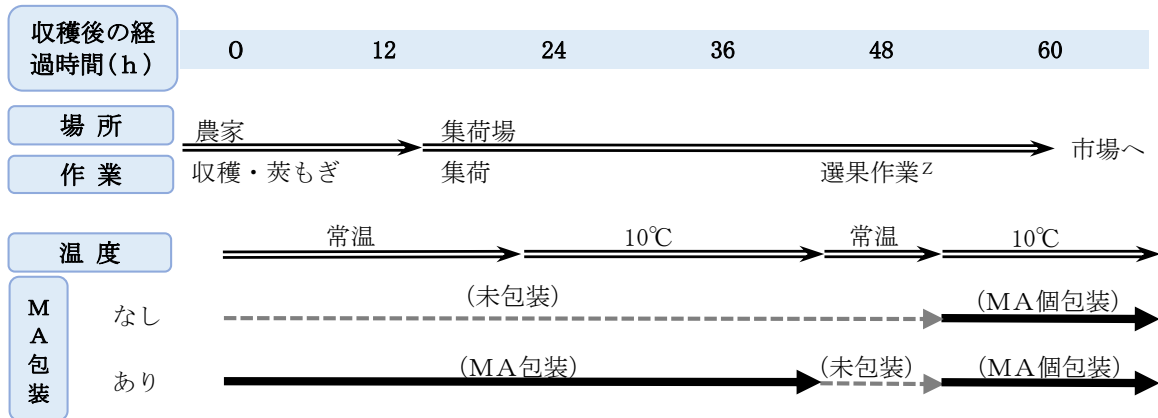 収穫後の経
過時間(h)
0 12 24 36 48 60
場 所
農家 集荷場
市場へ
作 業
収穫・莢もぎ 集荷 選果作業z
温 度
常温 10℃ 常温 10℃
MA包装
なし
(未包装) (MA個包装)
あり
(MA包装) (未包装) (MA個包装)